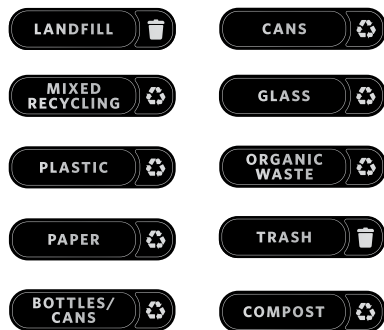 LANDFILL
CANS
MIXED
RECYCLING
GLASS
PLASTIC
ORGANIC
WASTE
PAPER
TRASH
BOTTLES/
CANS
COMPOST